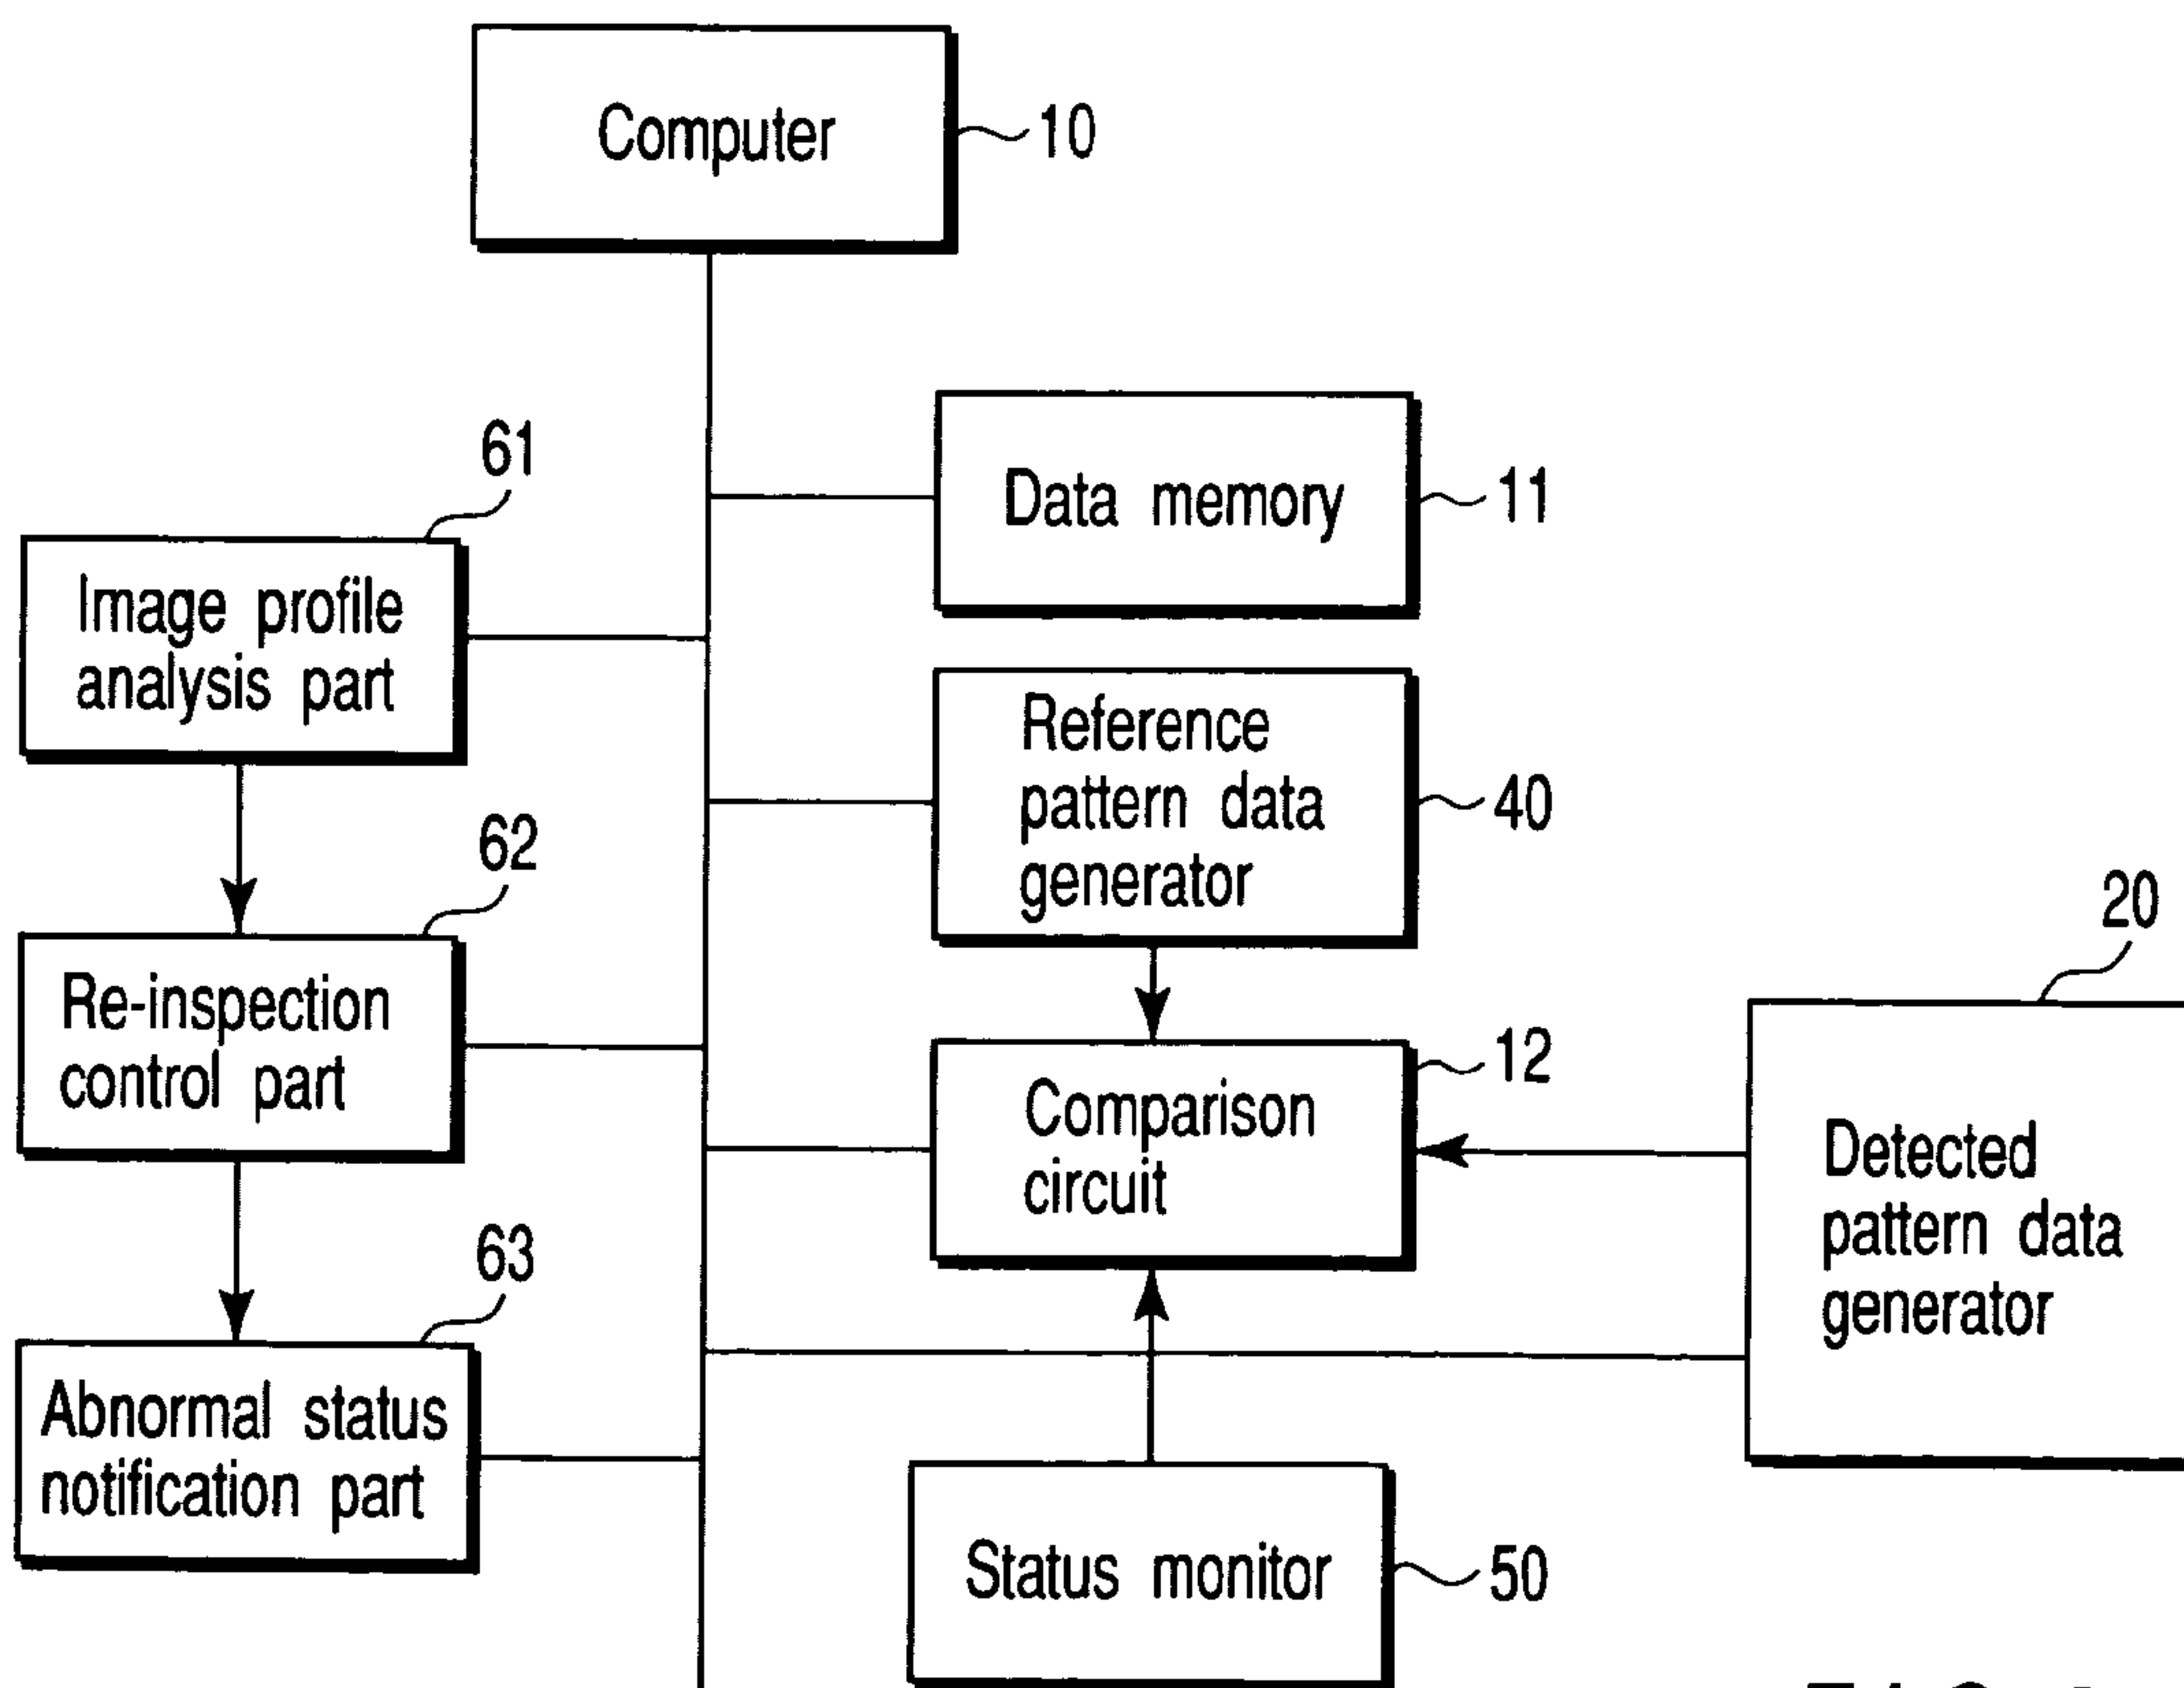 Computer
10
Data memory
11
61
Image profile
analysis part
Reference
pattern data
generator
40
62
Re-inspection
control part
20
12
Comparison
circuit
Detected
pattern data
generator
63
Abnormal status
notification part
Status monitor
50